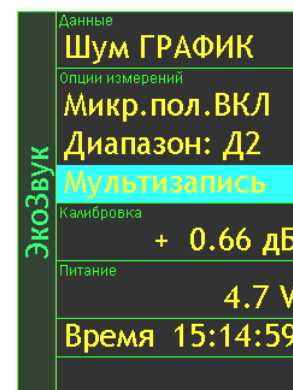 Данные
Шум ГРАФИК
Опции измерений
Микр.пол.ВКЛ
Диапазон: Д2
Мультизапись
Калибровка
+ 0.66 дБ
Питание
4.7 V
Время 15:14:59
ЭкоЗвук